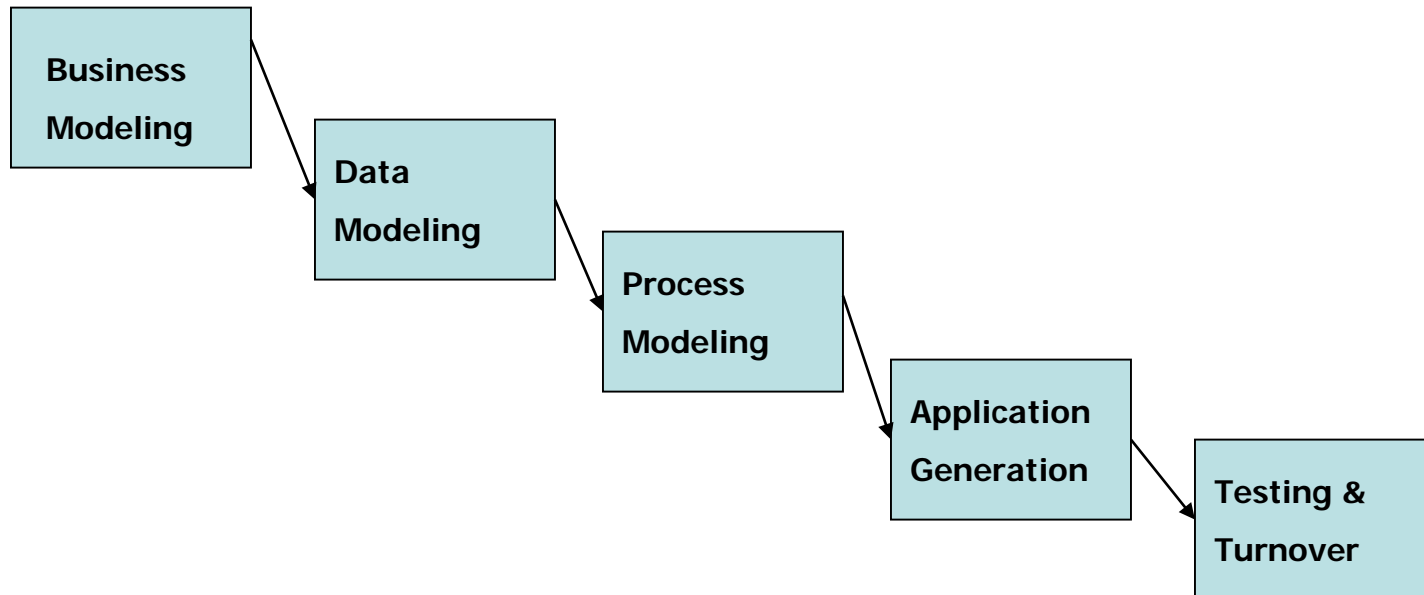 Business
Modeling
Data
Modeling
Process
Modeling
Application
Generation
Testing &
Turnover